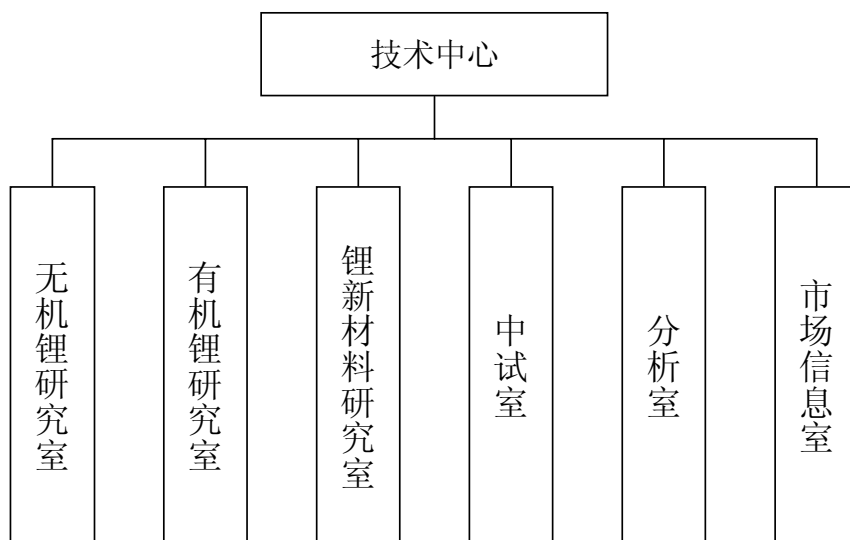 技术中心
无机锂研究室
有机锂研究室
锂新材料研究室
中试室
分析室
市场信息室